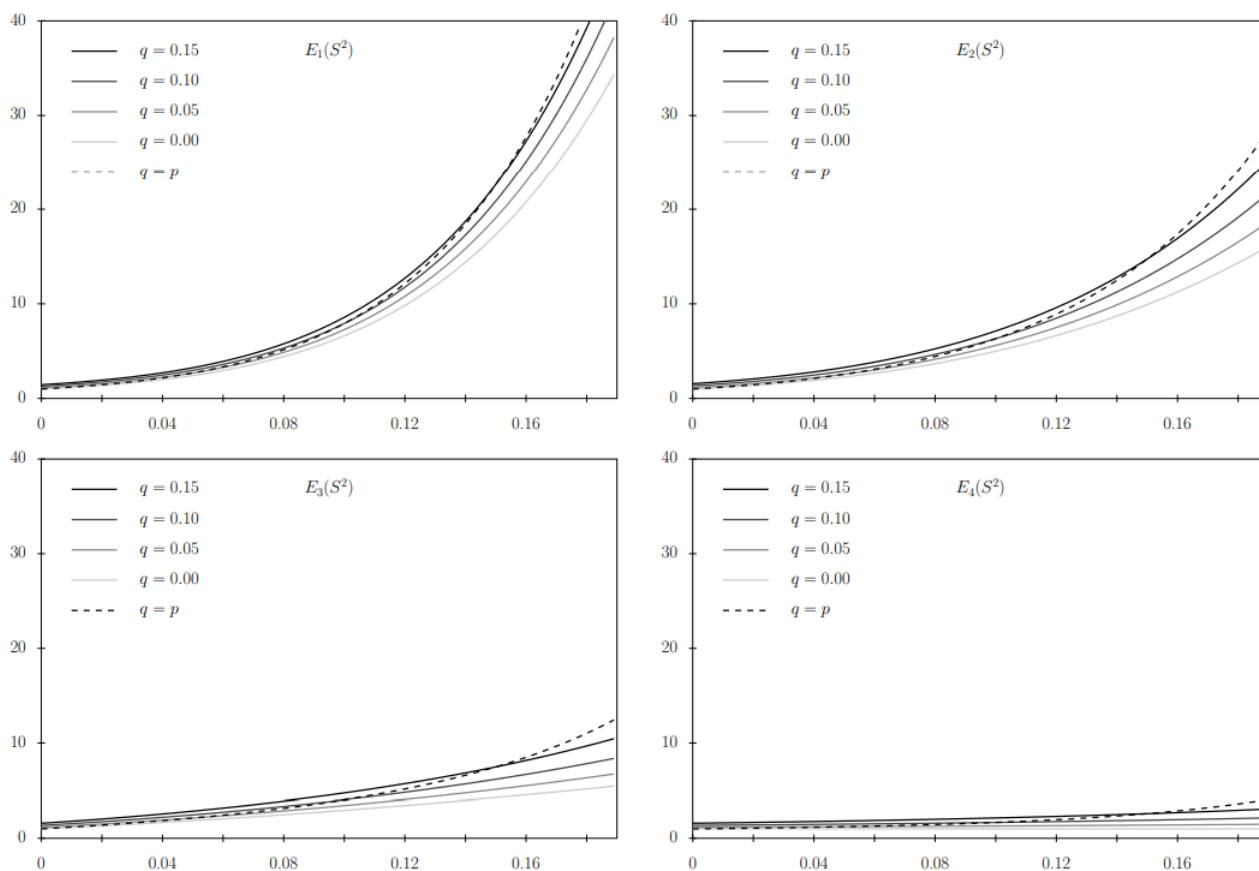 40
q = 0.15 E₁(S²)
q = 0.10
30
q = 0.05
q = 0.00
q = p
20
10
0
0 0.04 0.08 0.12 0.16
40
q = 0.15 E₂(S²)
q = 0.10
30
q = 0.05
q = 0.00
q = p
20
10
0
0 0.04 0.08 0.12 0.16
40
q = 0.15 E₃(S²)
q = 0.10
30
q = 0.05
q = 0.00
q = p
20
10
0
0 0.04 0.08 0.12 0.16
40
q = 0.15 E₄(S²)
q = 0.10
30
q = 0.05
q = 0.00
q = p
20
10
0
0 0.04 0.08 0.12 0.16